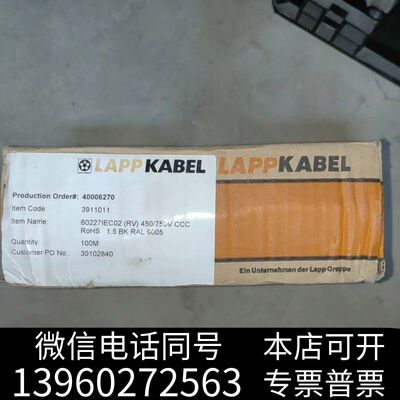 LAPP KABEL
LAPP KABEL
Production Order#: 40006270
Item Code: 3911011
Item Name: 60227IEC02 (RV) 450/750V CCC
RoHS 1.5 BK RAL 9005
Quantity: 100M
Customer PO No.: 30102840
Ein Unternehmen der Lapp Gruppe
微信电话同号 本店可开
13960272563 专票普票